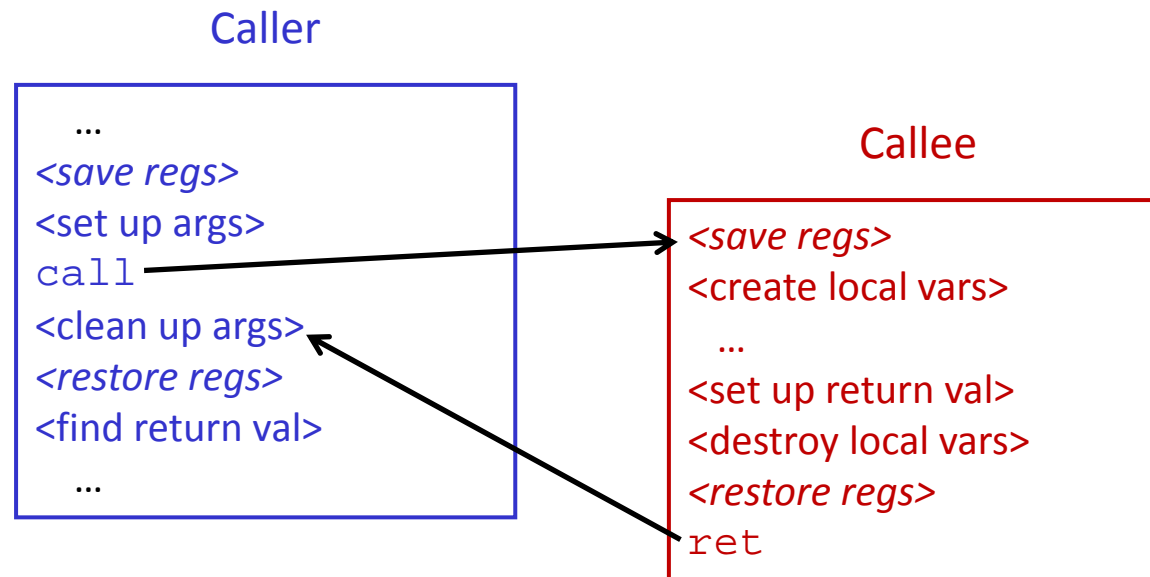 Caller
…
<save regs>
<set up args>
call
<clean up args>
<restore regs>
<find return val>
…
Callee
<save regs>
<create local vars>
…
<set up return val>
<destroy local vars>
<restore regs>
ret